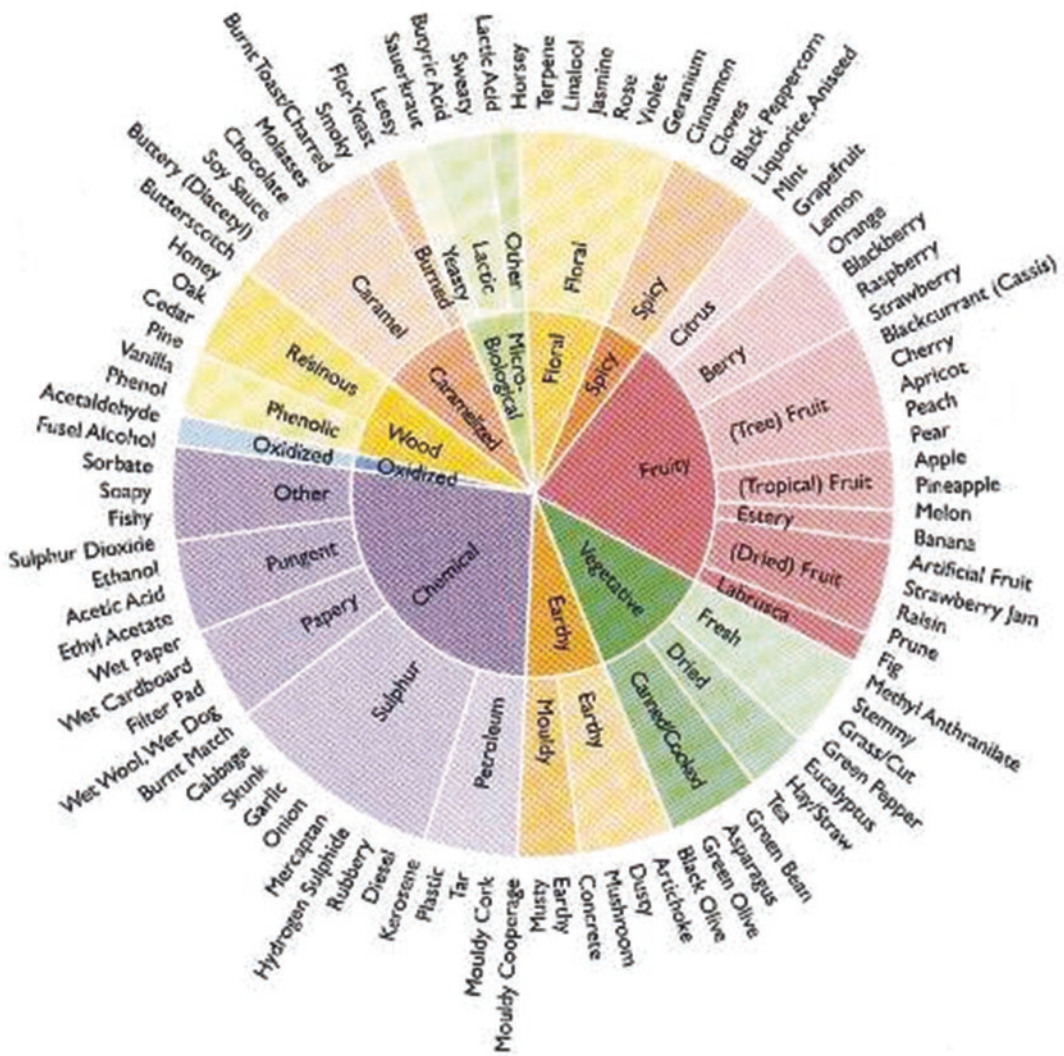 Horsey
Terpene
Linalool
Jasmine
Rose
Violet
Geranium
Cinnamon
Cloves
Black Peppercorn
Liquorice, Aniseed
Mint
Grapefruit
Lemon
Orange
Blackberry
Raspberry
Strawberry
Blackcurrant (Cassis)
Cherry
Apricot
Peach
Pear
Apple
Pineapple
Melon
Banana
Artificial Fruit
Strawberry Jam
Raisin
Prune
Fig
Methyl Anthranilate
Stemmy
Grass/Cut
Green Pepper
Eucalyptus
Hay/Straw
Tea
Green Bean
Asparagus
Green Olive
Black Olive
Artichoke
Dusty
Mushroom
Concrete
Earthy
Musty
Mouldy Cooperage
Mouldy Cork
Tar
Plastic
Kerosene
Diesel
Rubbery
Hydrogen Sulphide
Mercaptan
Onion
Garlic
Skunk
Cabbage
Burnt Match
Wet Wool, Wet Dog
Filter Pad
Wet Cardboard
Wet Paper
Ethyl Acetate
Acetic Acid
Ethanol
Sulphur Dioxide
Fishy
Soapy
Sorbate
Fusel Alcohol
Acetaldehyde
Phenol
Vanilla
Pine
Cedar
Oak
Honey
Butterscotch
Buttery (Diacetyl)
Soy Sauce
Chocolate
Molasses
Burnt Toast/Charred
Smoky
Flor-Yeast
Leesy
Sauerkraut
Butyric Acid
Sweaty
Lactic Acid
Floral
Spicy
Citrus
Berry
(Tree) Fruit
(Tropical) Fruit
Estery
(Dried) Fruit
Labrusca
Fresh
Dried
Canned/Cooked
Earthy
Mouldy
Petroleum
Sulphur
Papery
Pungent
Other
Oxidized
Phenolic
Resinous
Caramel
Burned
Yeasty
Lactic
Other
Floral
Spicy
Fruity
Vegetative
Earthy
Chemical
Oxidized
Wood
Caramelized
Micro-
Biological